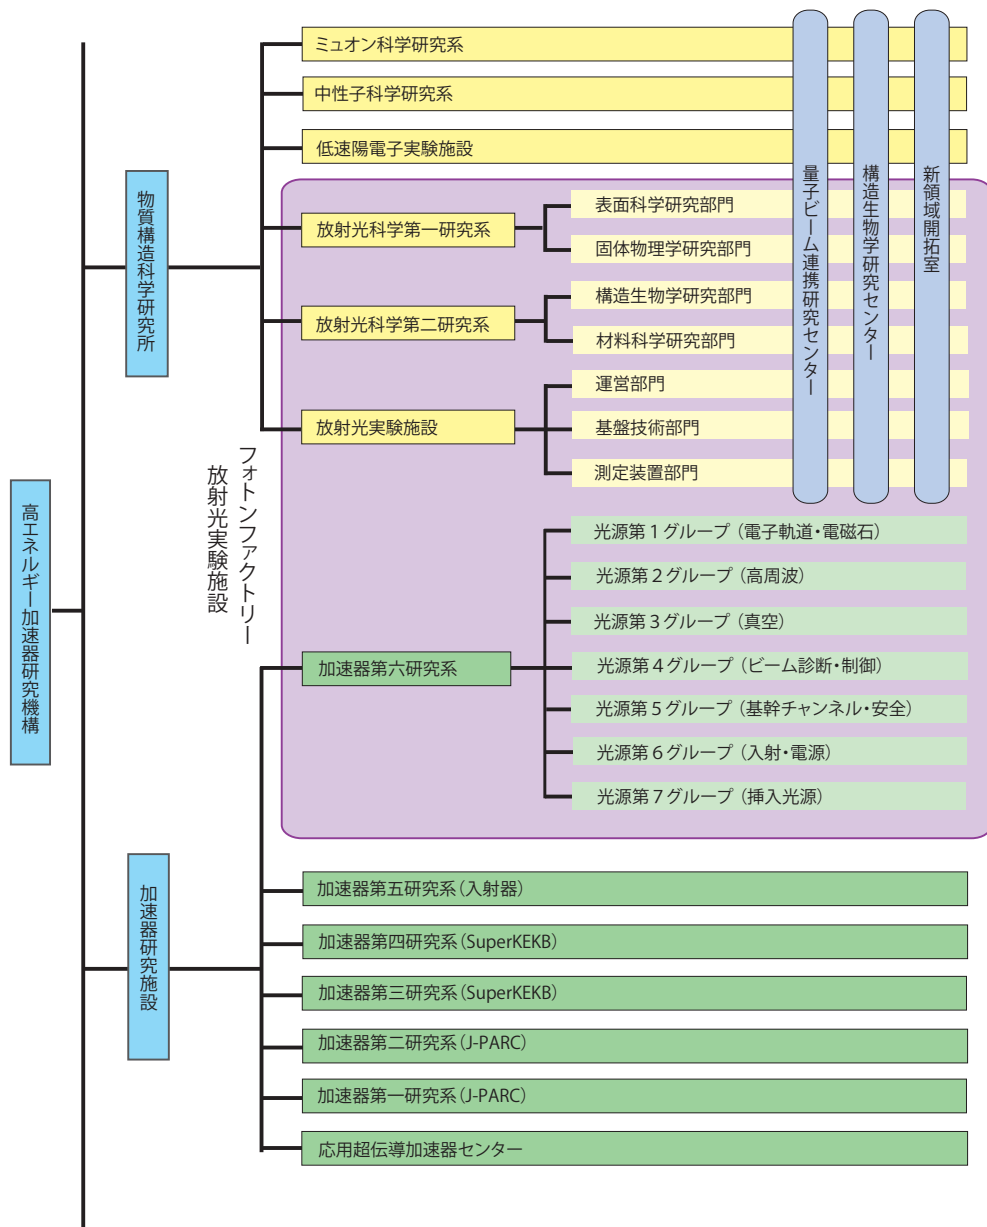 高エネルギー加速器研究機構
物質構造科学研究所
ミュオン科学研究系
中性子科学研究系
低速陽電子実験施設
放射光科学第一研究系
表面科学研究部門
固体物理学研究部門
放射光科学第二研究系
構造生物学研究部門
材料科学研究部門
放射光実験施設
運営部門
基盤技術部門
測定装置部門
量子ビーム連携研究センター
構造生物学研究センター
新領域開拓室
フォトンファクトリー
放射光実験施設
加速器研究施設
加速器第六研究系
光源第1グループ（電子軌道・電磁石）
光源第2グループ（高周波）
光源第3グループ（真空）
光源第4グループ（ビーム診断・制御）
光源第5グループ（基幹チャンネル・安全）
光源第6グループ（入射・電源）
光源第7グループ（挿入光源）
加速器第五研究系（入射器）
加速器第四研究系（SuperKEKB）
加速器第三研究系（SuperKEKB）
加速器第二研究系（J-PARC）
加速器第一研究系（J-PARC）
応用超伝導加速器センター